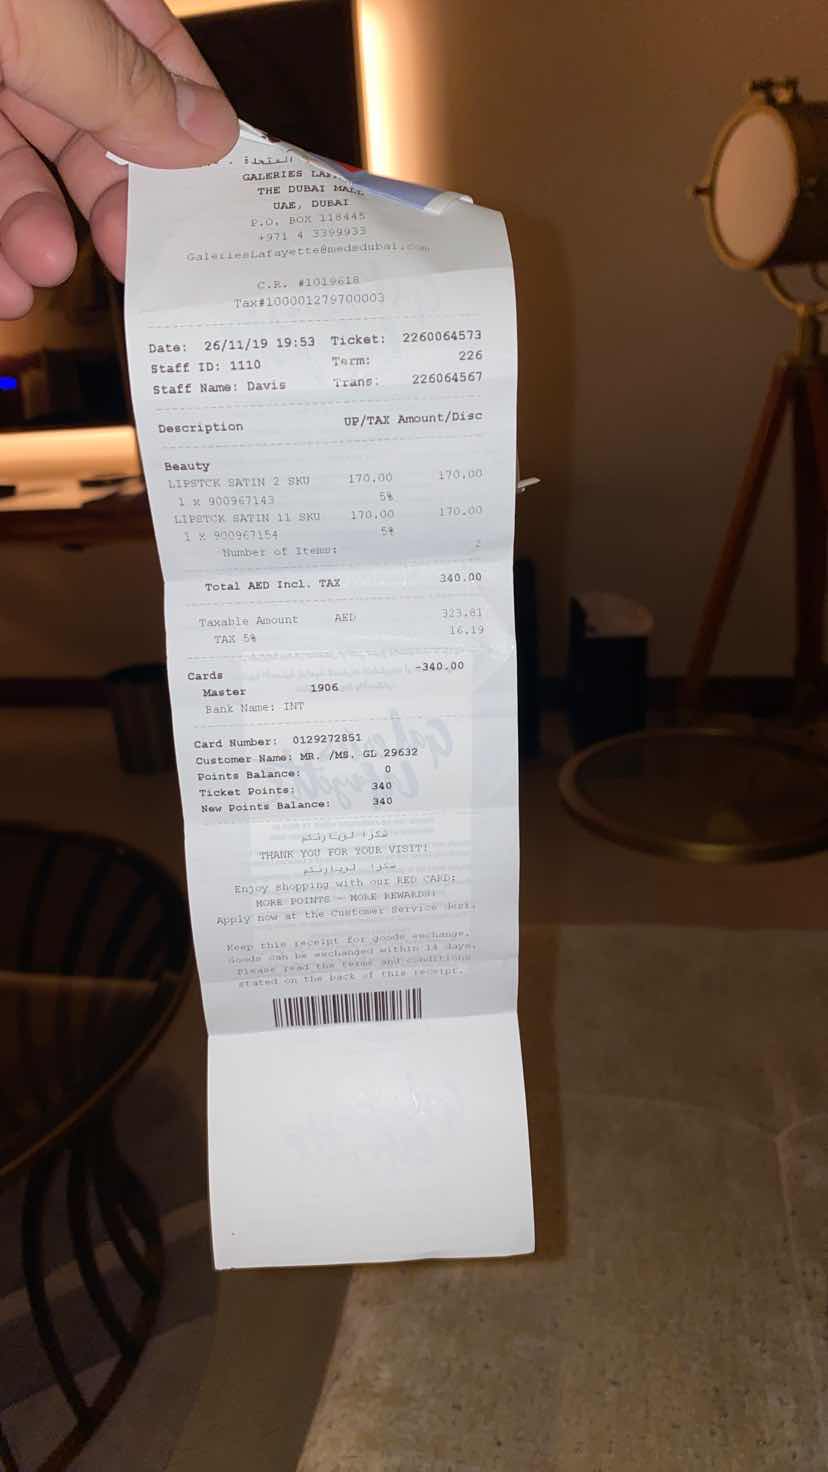 المتحدة
GALERIES
THE DUBAI MALL
UAE, DUBAI
P.O. BOX 118445
+971 4 3399933
GaleriesLafayette@medsdubai.com
C.R. #1019618
Tax#100001279700003
Date: 26/11/19 19:53 Ticket: 2260064573
Staff ID: 1110 Term: 226
Staff Name: Davis Trans: 226064567
Description UP/TAX Amount/Disc
Beauty
LIPSTCK SATIN 2 SKU 170.00 170.00
1 x 900967143 5%
LIPSTCK SATIN 11 SKU 170.00 170.00
1 x 900967154 5%
Number of Items: 2
Total AED Incl. TAX 340.00
Taxable Amount AED 323.81
TAX 5% 16.19
Cards -340.00
Master 1906
Bank Name: INT
Card Number: 0129272851
Customer Name: MR. /MS. GL 29632
Points Balance: 0
Ticket Points: 340
New Points Balance: 340
شكرا لزيارتكم
THANK YOU FOR YOUR VISIT!
شكرا لزيارتكم
Enjoy shopping with our RED CARD:
MORE POINTS - MORE REWARDS!
Apply now at the Customer Service desk.
Keep this receipt for goods exchange.
Goods can be exchanged within 14 days.
Please read the terms and conditions
stated on the back of this receipt.